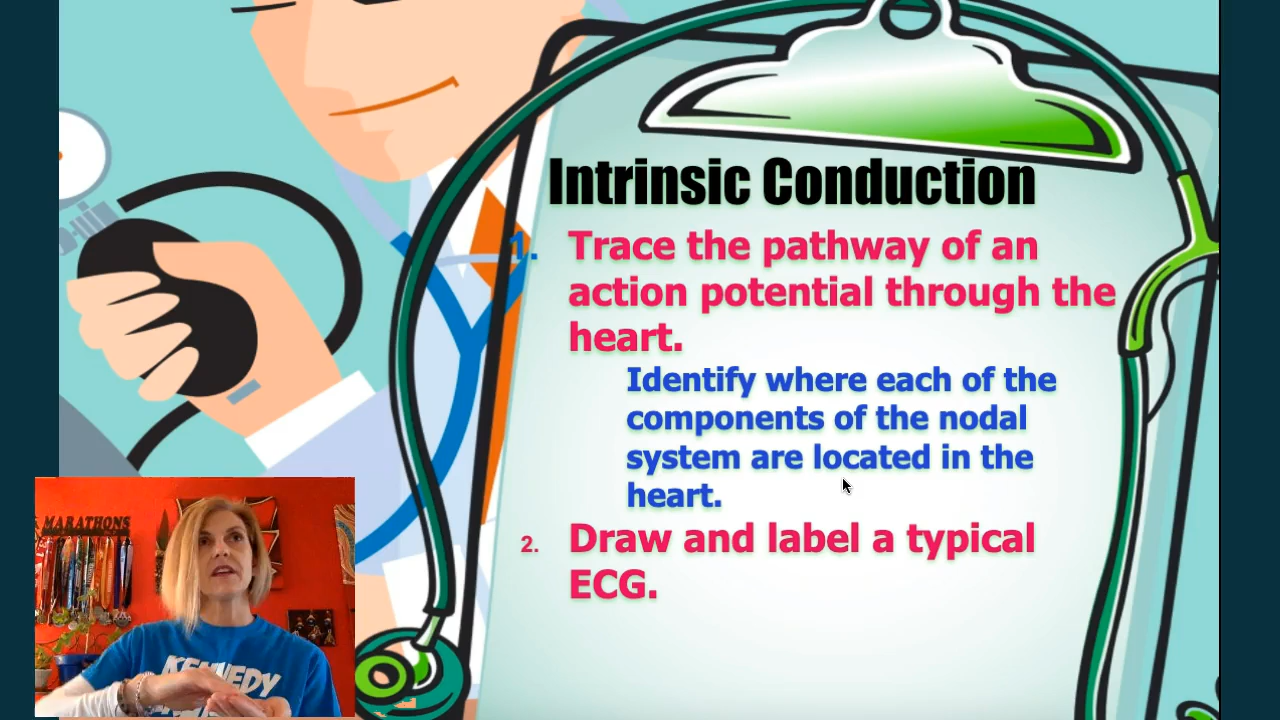 Intrinsic Conduction
1. Trace the pathway of an
action potential through the
heart.
Identify where each of the
components of the nodal
system are located in the
heart.
2. Draw and label a typical
ECG.
MARATHONS
KENNEDY